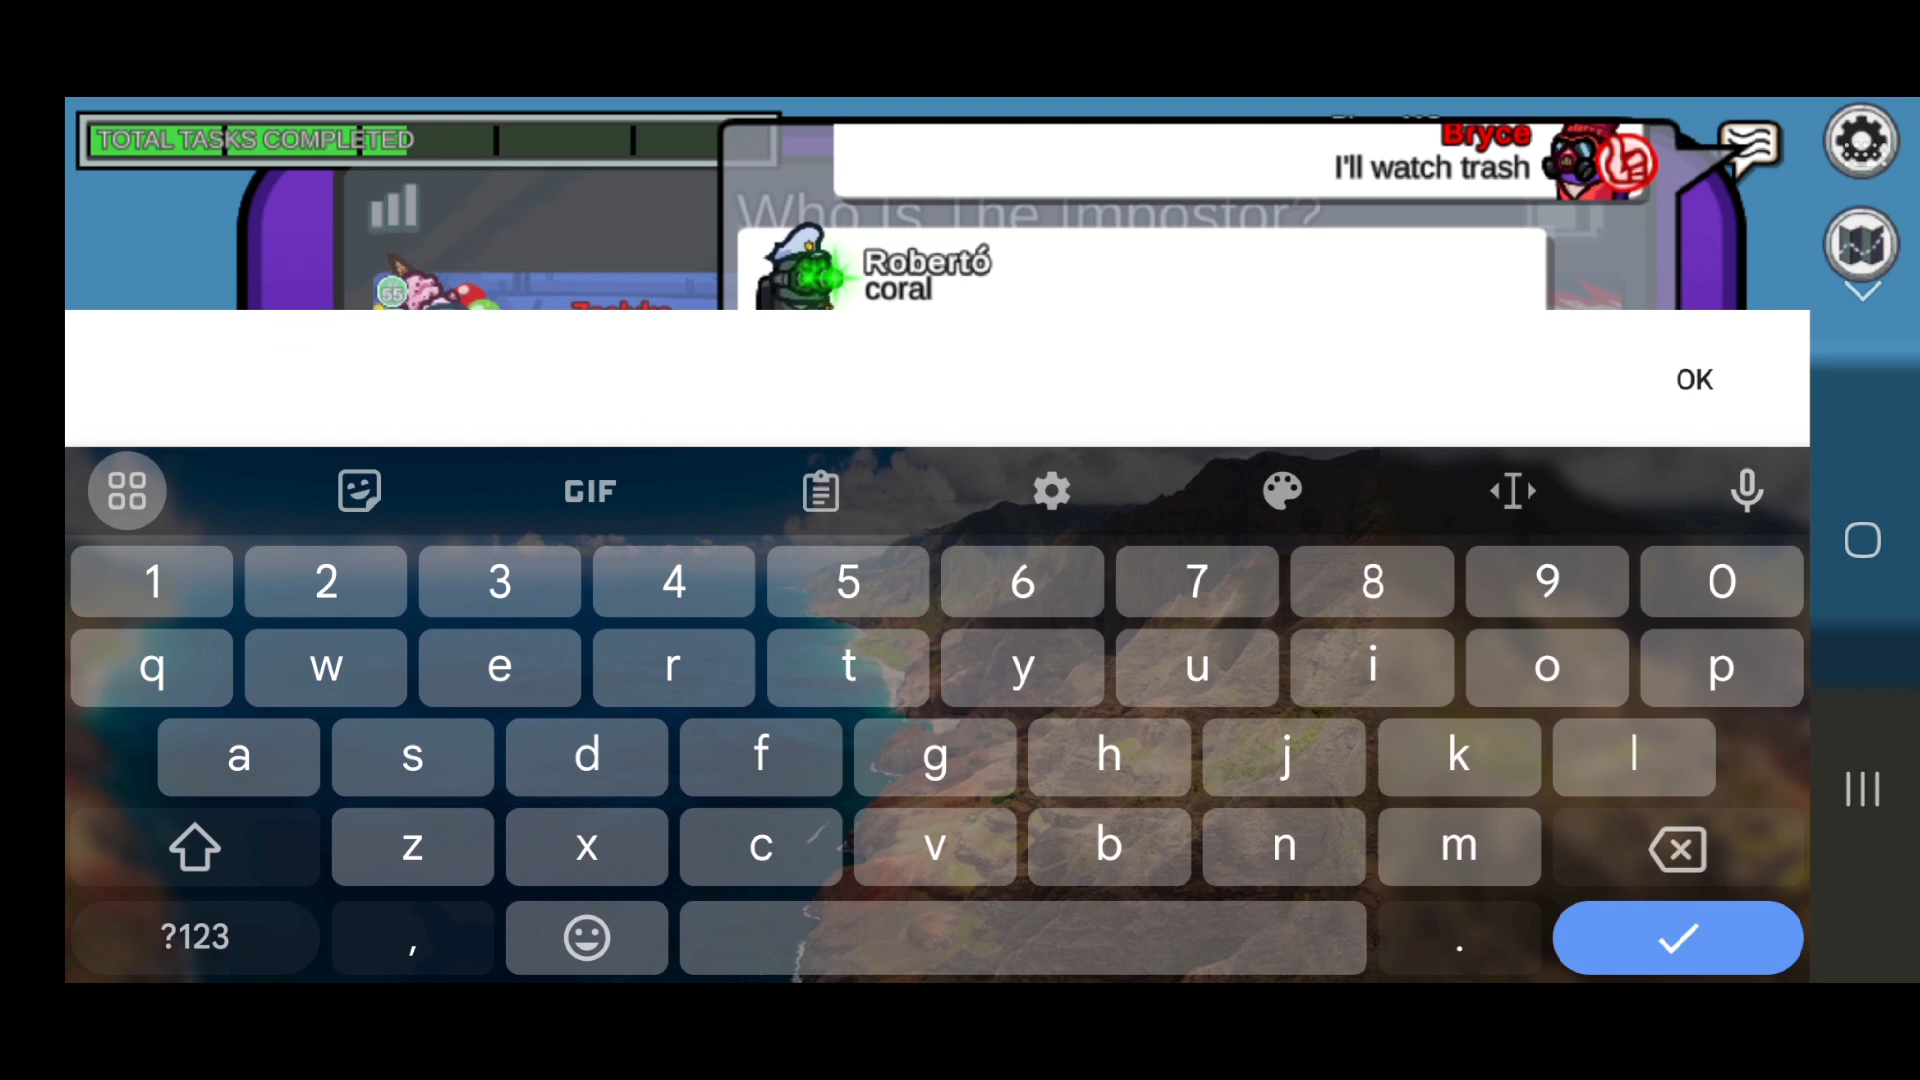 TOTAL TASKS COMPLETED
Bryce
I'll watch trash
Who Is The Impostor?
Robertó
coral
55
OK
GIF
1 2 3 4 5 6 7 8 9 0
q w e r t y u i o p
a s d f g h j k l
z x c v b n m
?123 , .